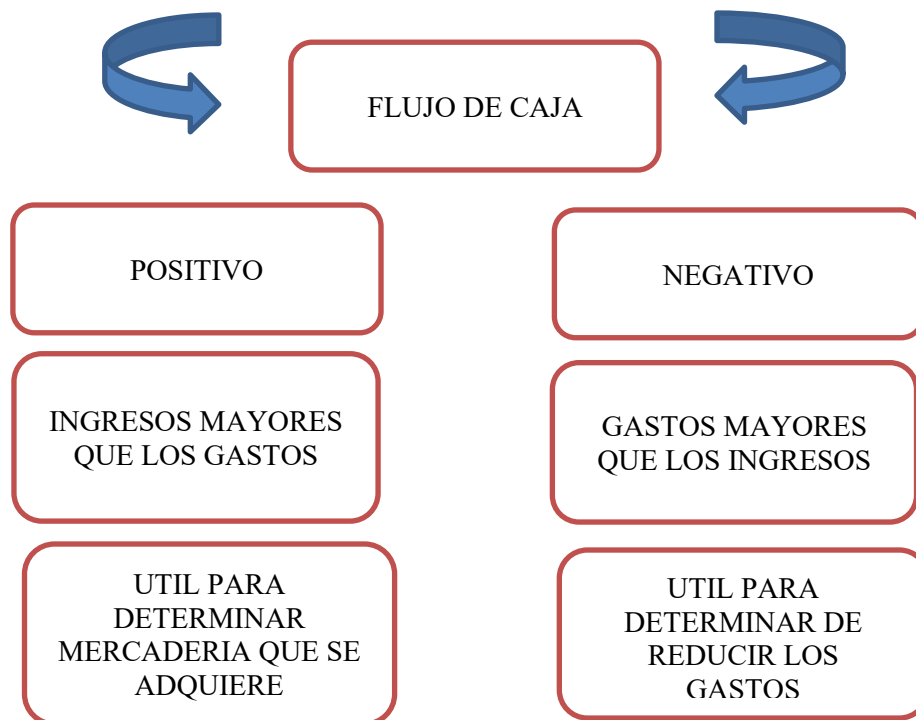 FLUJO DE CAJA
POSITIVO
NEGATIVO
INGRESOS MAYORES
QUE LOS GASTOS
GASTOS MAYORES
QUE LOS INGRESOS
UTIL PARA
DETERMINAR
MERCADERIA QUE SE
ADQUIERE
UTIL PARA
DETERMINAR DE
REDUCIR LOS
GASTOS